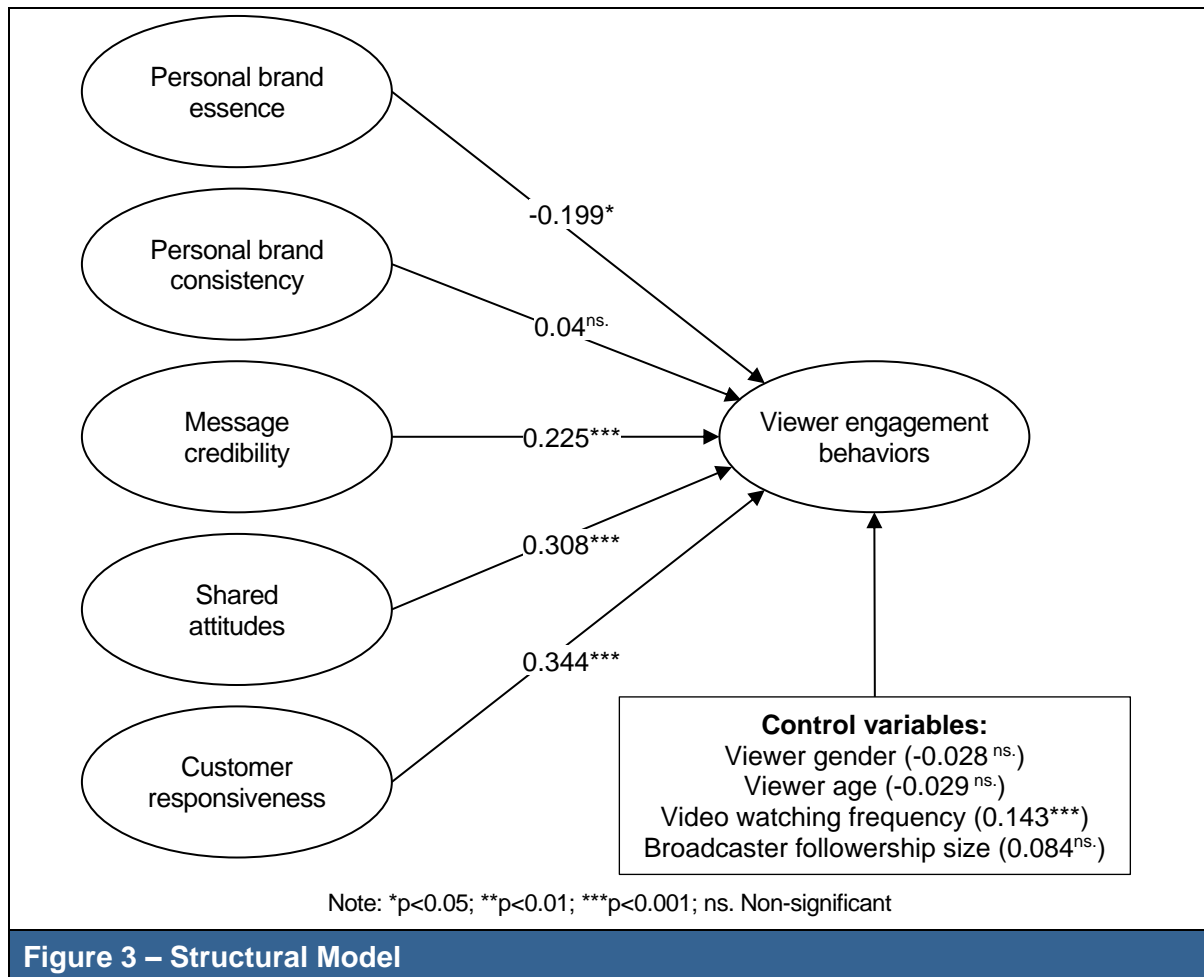 Personal brand
essence
-0.199*
Personal brand
consistency
0.04ns.
Message
credibility
0.225***
Viewer engagement
behaviors
Shared
attitudes
0.308***
Customer
responsiveness
0.344***
Control variables:
Viewer gender (-0.028 ns.)
Viewer age (-0.029 ns.)
Video watching frequency (0.143***)
Broadcaster followership size (0.084ns.)
Note: *p<0.05; **p<0.01; ***p<0.001; ns. Non-significant
Figure 3 – Structural Model